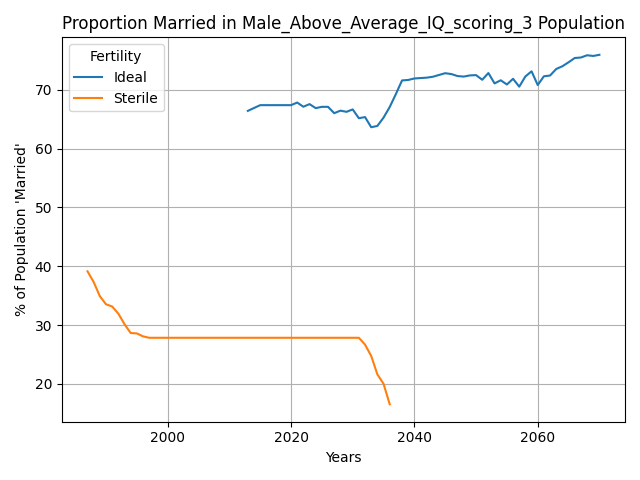 Proportion Married in Male_Above_Average_IQ_scoring_3 Population
Fertility
Ideal
Sterile
% of Population 'Married'
70
60
50
40
30
20
2000
2020
2040
2060
Years